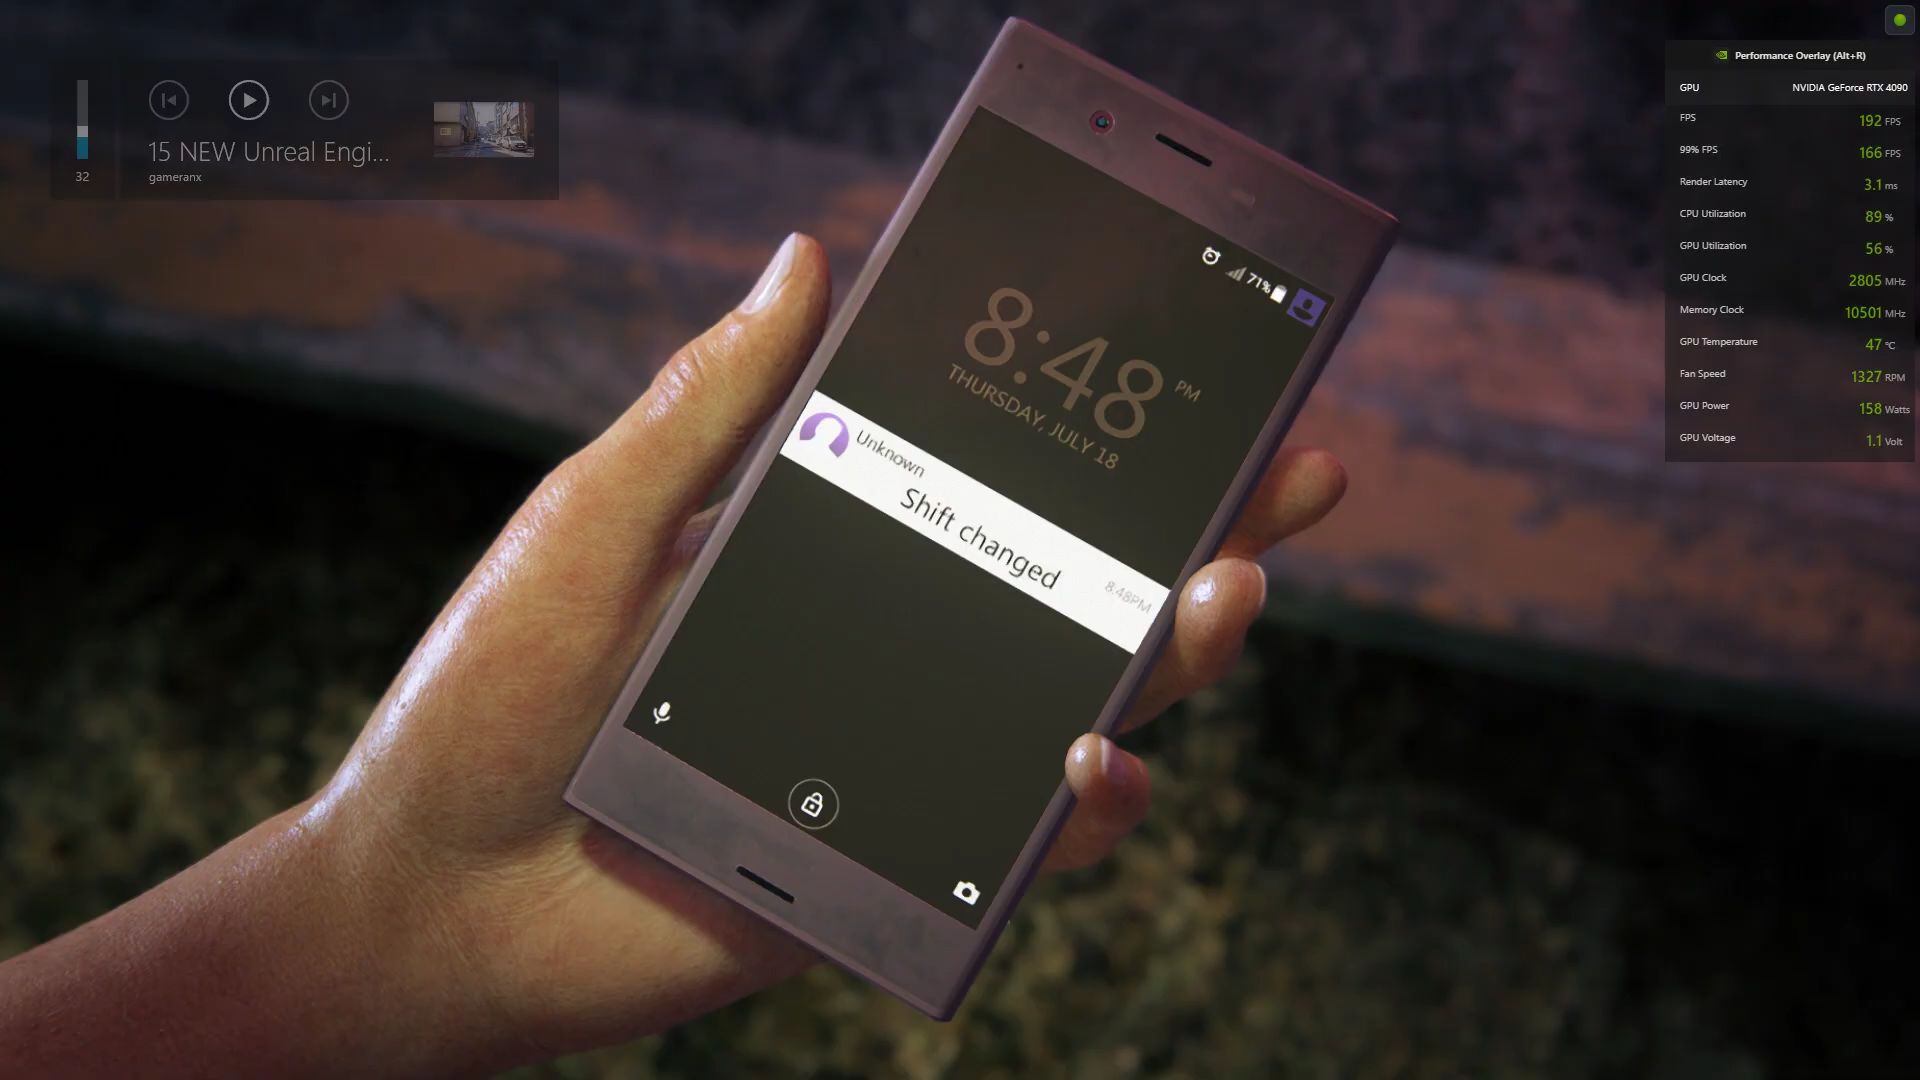 15 NEW Unreal Engi...
gameranx
32
71%
8:48 PM
THURSDAY, JULY 18
Unknown
Shift changed
8:48PM
Performance Overlay (Alt+R)
GPU NVIDIA GeForce RTX 4090
FPS 192 FPS
99% FPS 166 FPS
Render Latency 3.1 ms
CPU Utilization 89 %
GPU Utilization 56 %
GPU Clock 2805 MHz
Memory Clock 10501 MHz
GPU Temperature 47 °C
Fan Speed 1327 RPM
GPU Power 158 Watts
GPU Voltage 1.1 Volt